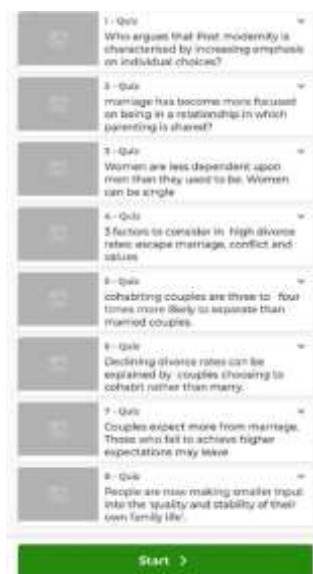 1 - Quiz
Who argues that Post modernity is
characterised by increasing emphasis
on individual choices?
2 - Quiz
marriage has become more focused
on being in a relationship in which
parenting is shared?
3 - Quiz
Women are less dependent upon
men than they used to be. Women
can be single
4 - Quiz
3 factors to consider in high divorce
rates: escape marriage, conflict and
values
5 - Quiz
cohabiting couples are three to four
times more likely to separate than
married couples.
6 - Quiz
Declining divorce rates can be
explained by couples choosing to
cohabit rather than marry.
7 - Quiz
Couples expect more from marriage.
Those who fail to achieve higher
expectations may leave
8 - Quiz
People are now making smaller input
into the 'quality and stability of their
own family life'.
Start